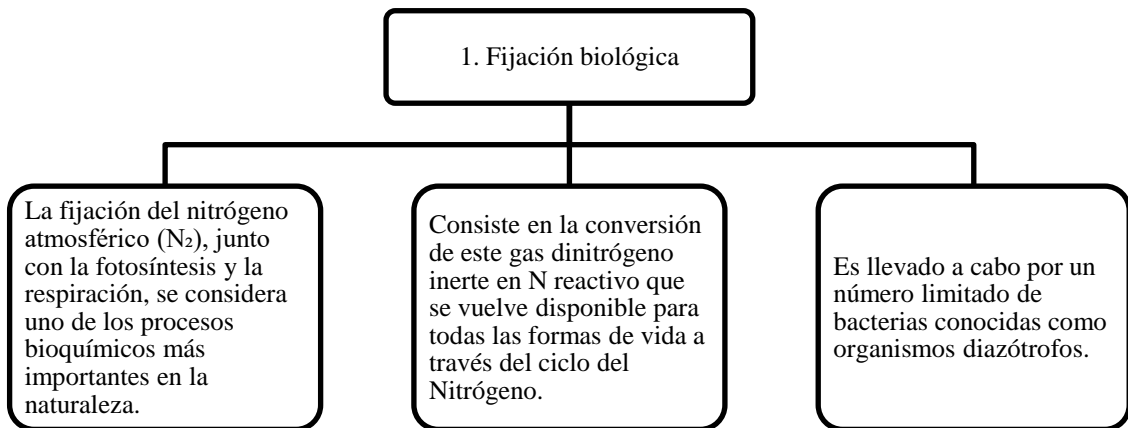 1. Fijación biológica
La fijación del nitrógeno
atmosférico (N₂), junto
con la fotosíntesis y la
respiración, se considera
uno de los procesos
bioquímicos más
importantes en la
naturaleza.
Consiste en la conversión
de este gas dinitrógeno
inerte en N reactivo que
se vuelve disponible para
todas las formas de vida a
través del ciclo del
Nitrógeno.
Es llevado a cabo por un
número limitado de
bacterias conocidas como
organismos diazótrofos.